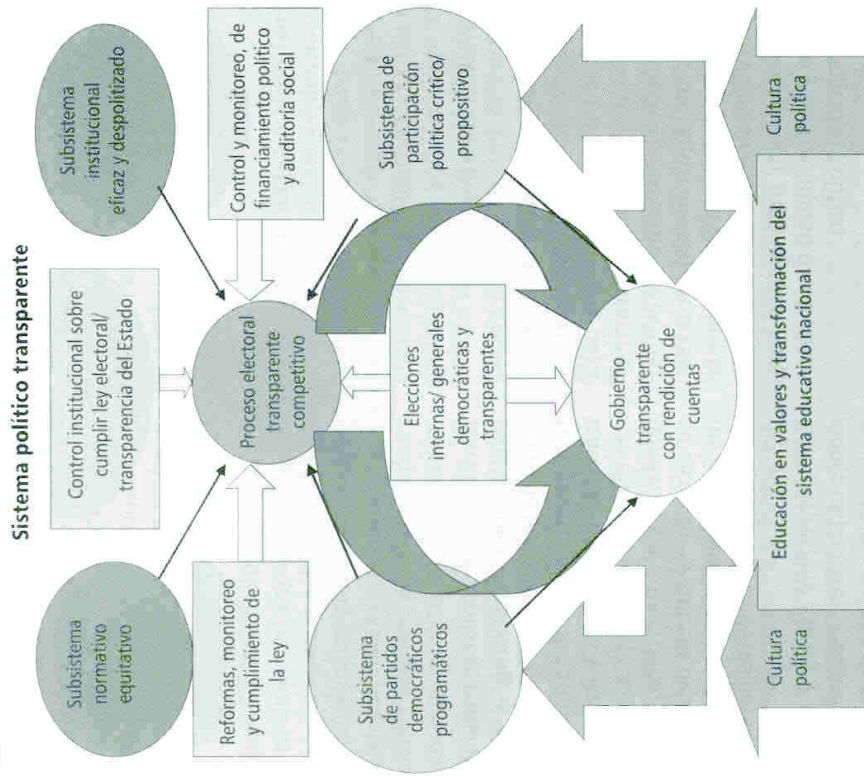 Sistema político transparente
Subsistema
normativo
equitativo
Control institucional sobre
cumplir ley electoral/
transparencia del Estado
Subsistema
institucional
eficaz y despolitizado
Reformas, monitoreo
y cumplimiento de
la ley
Proceso electoral
transparente
competitivo
Control y monitoreo, de
financiamiento político
y auditoría social
Subsistema
de partidos
democráticos
programáticos
Elecciones
internas/ generales
democráticas y
transparentes
Subsistema de
participación
política crítico/
propositivo
Gobierno
transparente
con rendición de
cuentas
Cultura
política
Educación en valores y transformación del
sistema educativo nacional
Cultura
política